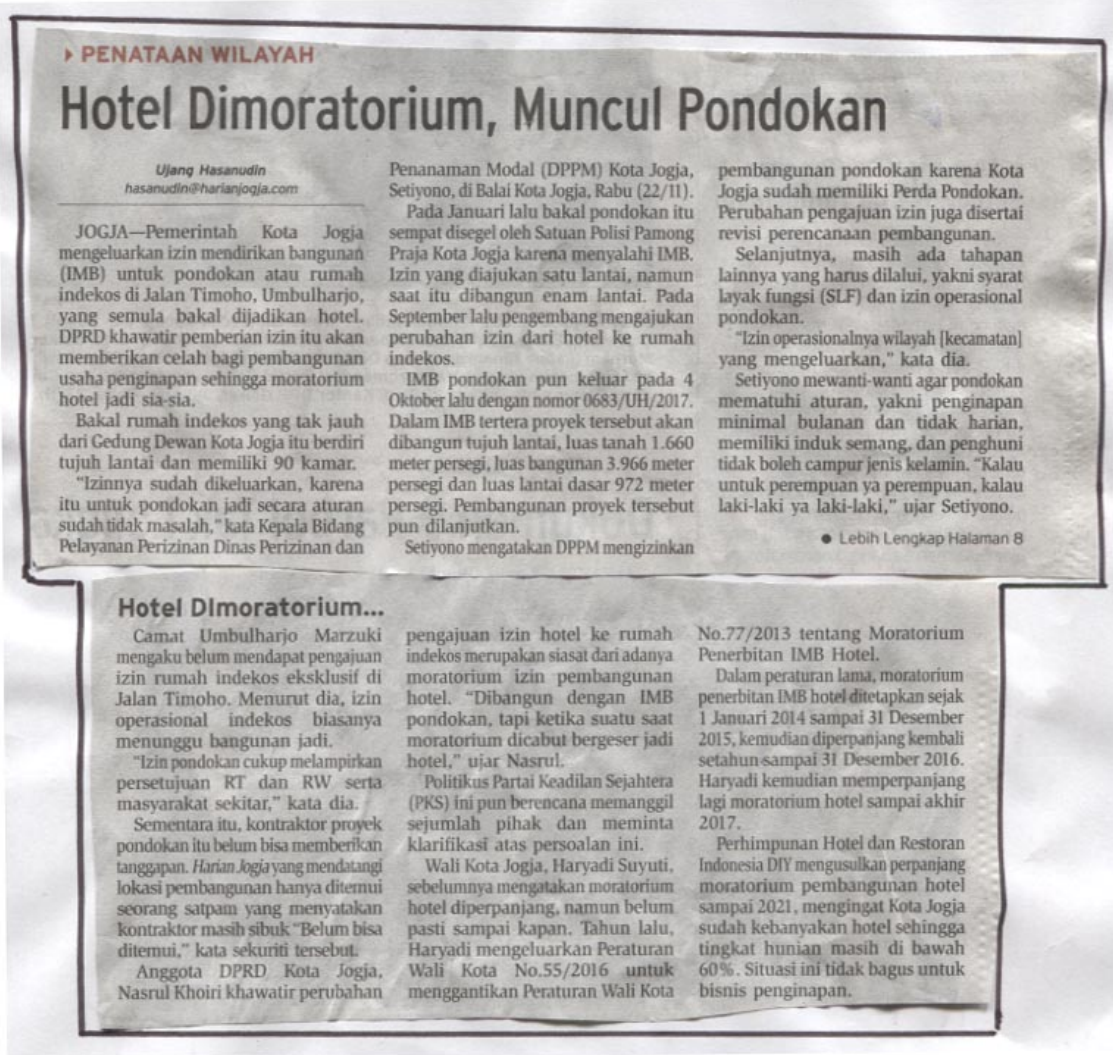 PENATAAN WILAYAH
Hotel Dimoratorium, Muncul Pondokan
Ujang Hasanudin
hasanudin@harianjogja.com
JOGJA—Pemerintah Kota Jogja
mengeluarkan izin mendirikan bangunan
(IMB) untuk pondokan atau rumah
indekos di Jalan Timoho, Umbulharjo,
yang semula bakal dijadikan hotel.
DPRD khawatir pemberian izin itu akan
memberikan celah bagi pembangunan
usaha penginapan sehingga moratorium
hotel jadi sia-sia.
Bakal rumah indekos yang tak jauh
dari Gedung Dewan Kota Jogja itu berdiri
tujuh lantai dan memiliki 90 kamar.
"Izinnya sudah dikeluarkan, karena
itu untuk pondokan jadi secara aturan
sudah tidak masalah," kata Kepala Bidang
Pelayanan Perizinan Dinas Perizinan dan
Penanaman Modal (DPPM) Kota Jogja,
Setiyono, di Balai Kota Jogja, Rabu (22/11).
Pada Januari lalu bakal pondokan itu
sempat disegel oleh Satuan Polisi Pamong
Praja Kota Jogja karena menyalahi IMB.
Izin yang diajukan satu lantai, namun
saat itu dibangun enam lantai. Pada
September lalu pengembang mengajukan
perubahan izin dari hotel ke rumah
indekos.
IMB pondokan pun keluar pada 4
Oktober lalu dengan nomor 0683/UH/2017.
Dalam IMB tertera proyek tersebut akan
dibangun tujuh lantai, luas tanah 1.660
meter persegi, luas bangunan 3.966 meter
persegi dan luas lantai dasar 972 meter
persegi. Pembangunan proyek tersebut
pun dilanjutkan.
Setiyono mengatakan DPPM mengizinkan
pembangunan pondokan karena Kota
Jogja sudah memiliki Perda Pondokan.
Perubahan pengajuan izin juga disertai
revisi perencanaan pembangunan.
Selanjutnya, masih ada tahapan
lainnya yang harus dilalui, yakni syarat
layak fungsi (SLF) dan izin operasional
pondokan.
"Izin operasionalnya wilayah [kecamatan]
yang mengeluarkan," kata dia.
Setiyono mewanti-wanti agar pondokan
mematuhi aturan, yakni penginapan
minimal bulanan dan tidak harian,
memiliki induk semang, dan penghuni
tidak boleh campur jenis kelamin. "Kalau
untuk perempuan ya perempuan, kalau
laki-laki ya laki-laki," ujar Setiyono.
● Lebih Lengkap Halaman 8
Hotel DImoratorium...
Camat Umbulharjo Marzuki
mengaku belum mendapat pengajuan
izin rumah indekos eksklusif di
Jalan Timoho. Menurut dia, izin
operasional indekos biasanya
menunggu bangunan jadi.
"Izin pondokan cukup melampirkan
persetujuan RT dan RW serta
masyarakat sekitar," kata dia.
Sementara itu, kontraktor proyek
pondokan itu belum bisa memberikan
tanggapan. Harian Jogja yang mendatangi
lokasi pembangunan hanya ditemui
seorang satpam yang menyatakan
kontraktor masih sibuk "Belum bisa
ditemui," kata sekuriti tersebut.
Anggota DPRD Kota Jogja,
Nasrul Khoiri khawatir perubahan
pengajuan izin hotel ke rumah
indekos merupakan siasat dari adanya
moratorium izin pembangunan
hotel. "Dibangun dengan IMB
pondokan, tapi ketika suatu saat
moratorium dicabut bergeser jadi
hotel," ujar Nasrul.
Politikus Partai Keadilan Sejahtera
(PKS) ini pun berencana memanggil
sejumlah pihak dan meminta
klarifikasi atas persoalan ini.
Wali Kota Jogja, Haryadi Suyuti,
sebelumnya mengatakan moratorium
hotel diperpanjang, namun belum
pasti sampai kapan. Tahun lalu,
Haryadi mengeluarkan Peraturan
Wali Kota No.55/2016 untuk
menggantikan Peraturan Wali Kota
No.77/2013 tentang Moratorium
Penerbitan IMB Hotel.
Dalam peraturan lama, moratorium
penerbitan IMB hotel ditetapkan sejak
1 Januari 2014 sampai 31 Desember
2015, kemudian diperpanjang kembali
setahun sampai 31 Desember 2016.
Haryadi kemudian memperpanjang
lagi moratorium hotel sampai akhir
2017.
Perhimpunan Hotel dan Restoran
Indonesia DIY mengusulkan perpanjang
moratorium pembangunan hotel
sampai 2021, mengingat Kota Jogja
sudah kebanyakan hotel sehingga
tingkat hunian masih di bawah
60%. Situasi ini tidak bagus untuk
bisnis penginapan.